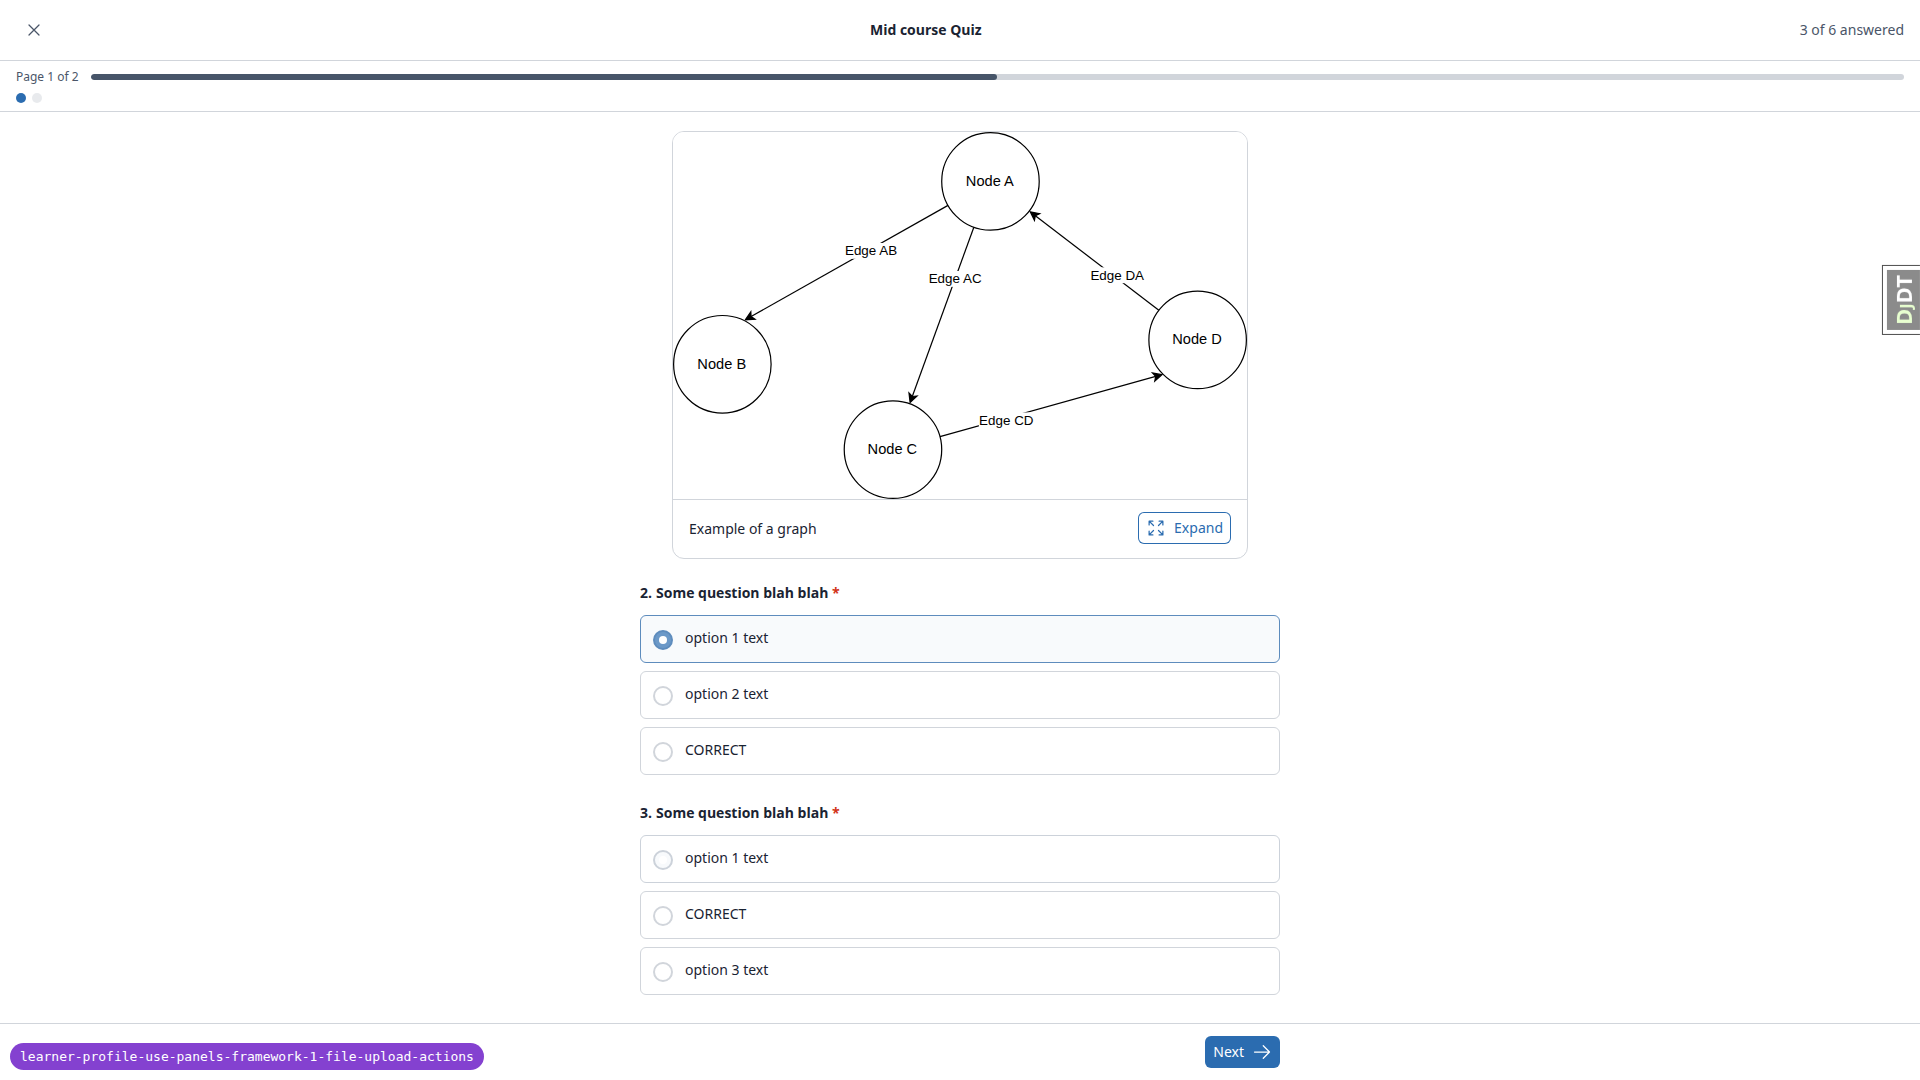 Mid course Quiz
3 of 6 answered
Page 1 of 2
Node A
Edge AB
Edge AC
Edge DA
Node D
Node B
Edge CD
Node C
Example of a graph
Expand
2. Some question blah blah *
option 1 text
option 2 text
CORRECT
3. Some question blah blah *
option 1 text
CORRECT
option 3 text
learner-profile-use-panels-framework-1-file-upload-actions
Next
DjDT